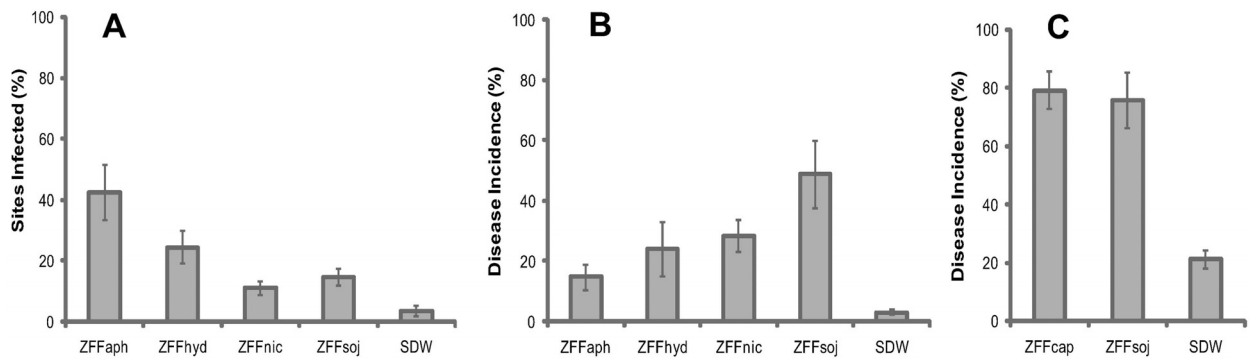 A
Sites Infected (%)
100
80
60
40
20
0
ZFFaph ZFFhyd ZFFnic ZFFsoj SDW
B
Disease Incidence (%)
100
80
60
40
20
0
ZFFaph ZFFhyd ZFFnic ZFFsoj SDW
C
Disease Incidence (%)
100
80
60
40
20
0
ZFFcap ZFFsoj SDW